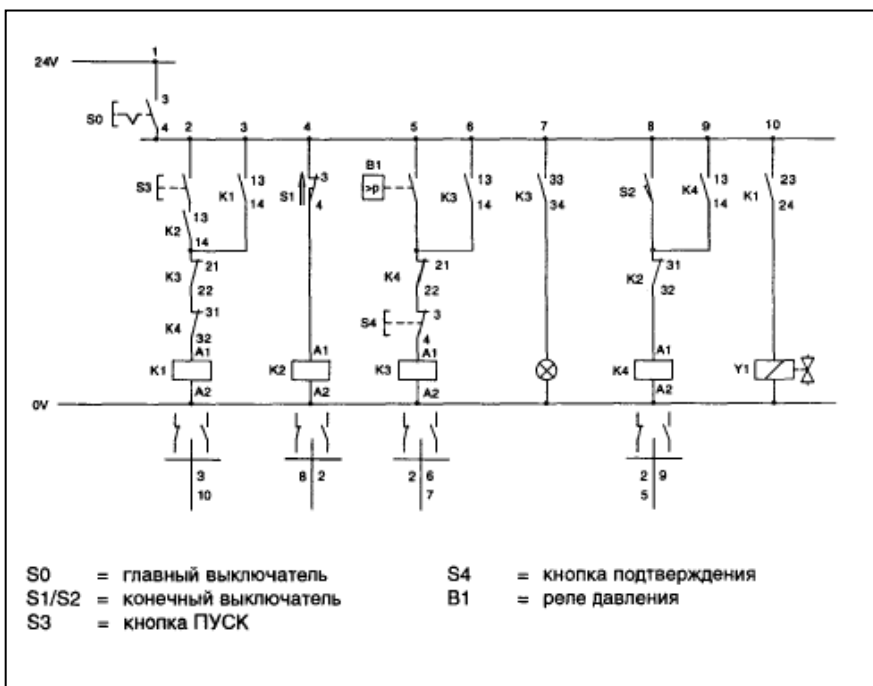 1
24V
3
S0
4
2 3 4 5 6 7 8 9 10
S3
K1 13
14
S1 3
4
B1
>p
K3 13
14
K3 33
34
S2
K4 13
14
K1 23
24
K2 13
14
K3 21
22
K4 21
22
K2 31
32
K4 31
32
S4 3
4
K1 A1
A2
K2 A1
A2
K3 A1
A2
K4 A1
A2
Y1
0V
3
10
8 2
2 6
7
2 9
5
S0 = главный выключатель
S1/S2 = конечный выключатель
S3 = кнопка ПУСК
S4 = кнопка подтверждения
B1 = реле давления